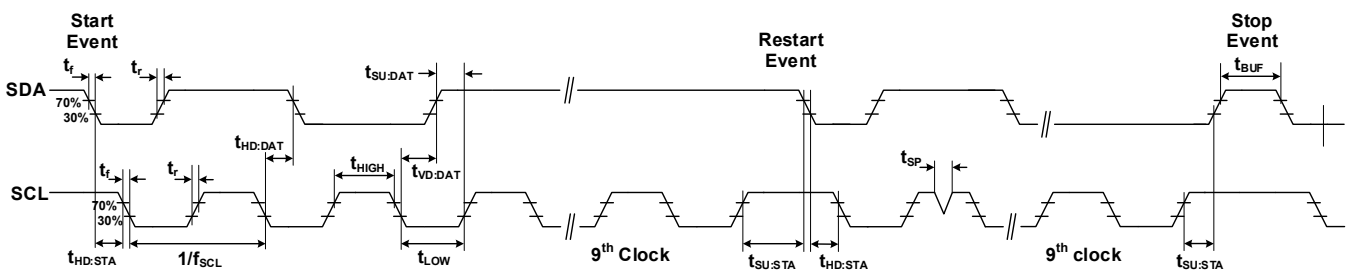 Start
Event
Restart
Event
Stop
Event
tf
tr
tSU:DAT
tBUF
SDA
70%
30%
tHD:DAT
tHIGH
tVD:DAT
tSP
tf
tr
SCL
70%
30%
tHD:STA
1/fSCL
tLOW
9th Clock
tSU:STA
tHD:STA
9th clock
tSU:STA